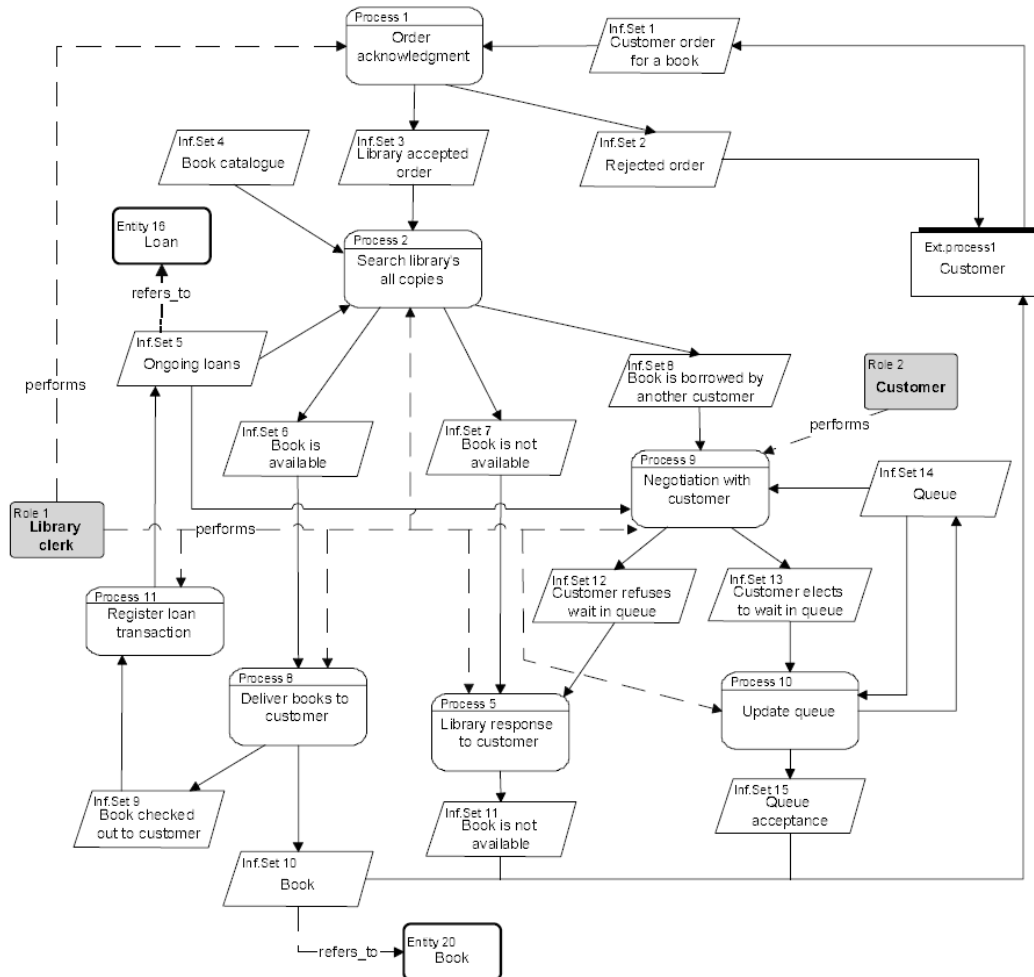 Process 1
Order
acknowledgment
Inf.Set 1
Customer order
for a book
Inf.Set 4
Book catalogue
Inf.Set 3
Library accepted
order
Inf.Set 2
Rejected order
Entity 16
Loan
refers_to
Process 2
Search library's
all copies
Ext.process1
Customer
Inf.Set 5
Ongoing loans
performs
Inf.Set 8
Book is borrowed by
another customer
Role 2
Customer
performs
Inf.Set 6
Book is
available
Inf.Set 7
Book is not
available
Process 9
Negotiation with
customer
Inf.Set 14
Queue
Role 1
Library
clerk
performs
Process 11
Register loan
transaction
Inf.Set 12
Customer refuses
wait in queue
Inf.Set 13
Customer elects
to wait in queue
Process 8
Deliver books to
customer
Process 5
Library response
to customer
Process 10
Update queue
Inf.Set 9
Book checked
out to customer
Inf.Set 11
Book is not
available
Inf.Set 15
Queue
acceptance
Inf.Set 10
Book
refers_to
Entity 20
Book